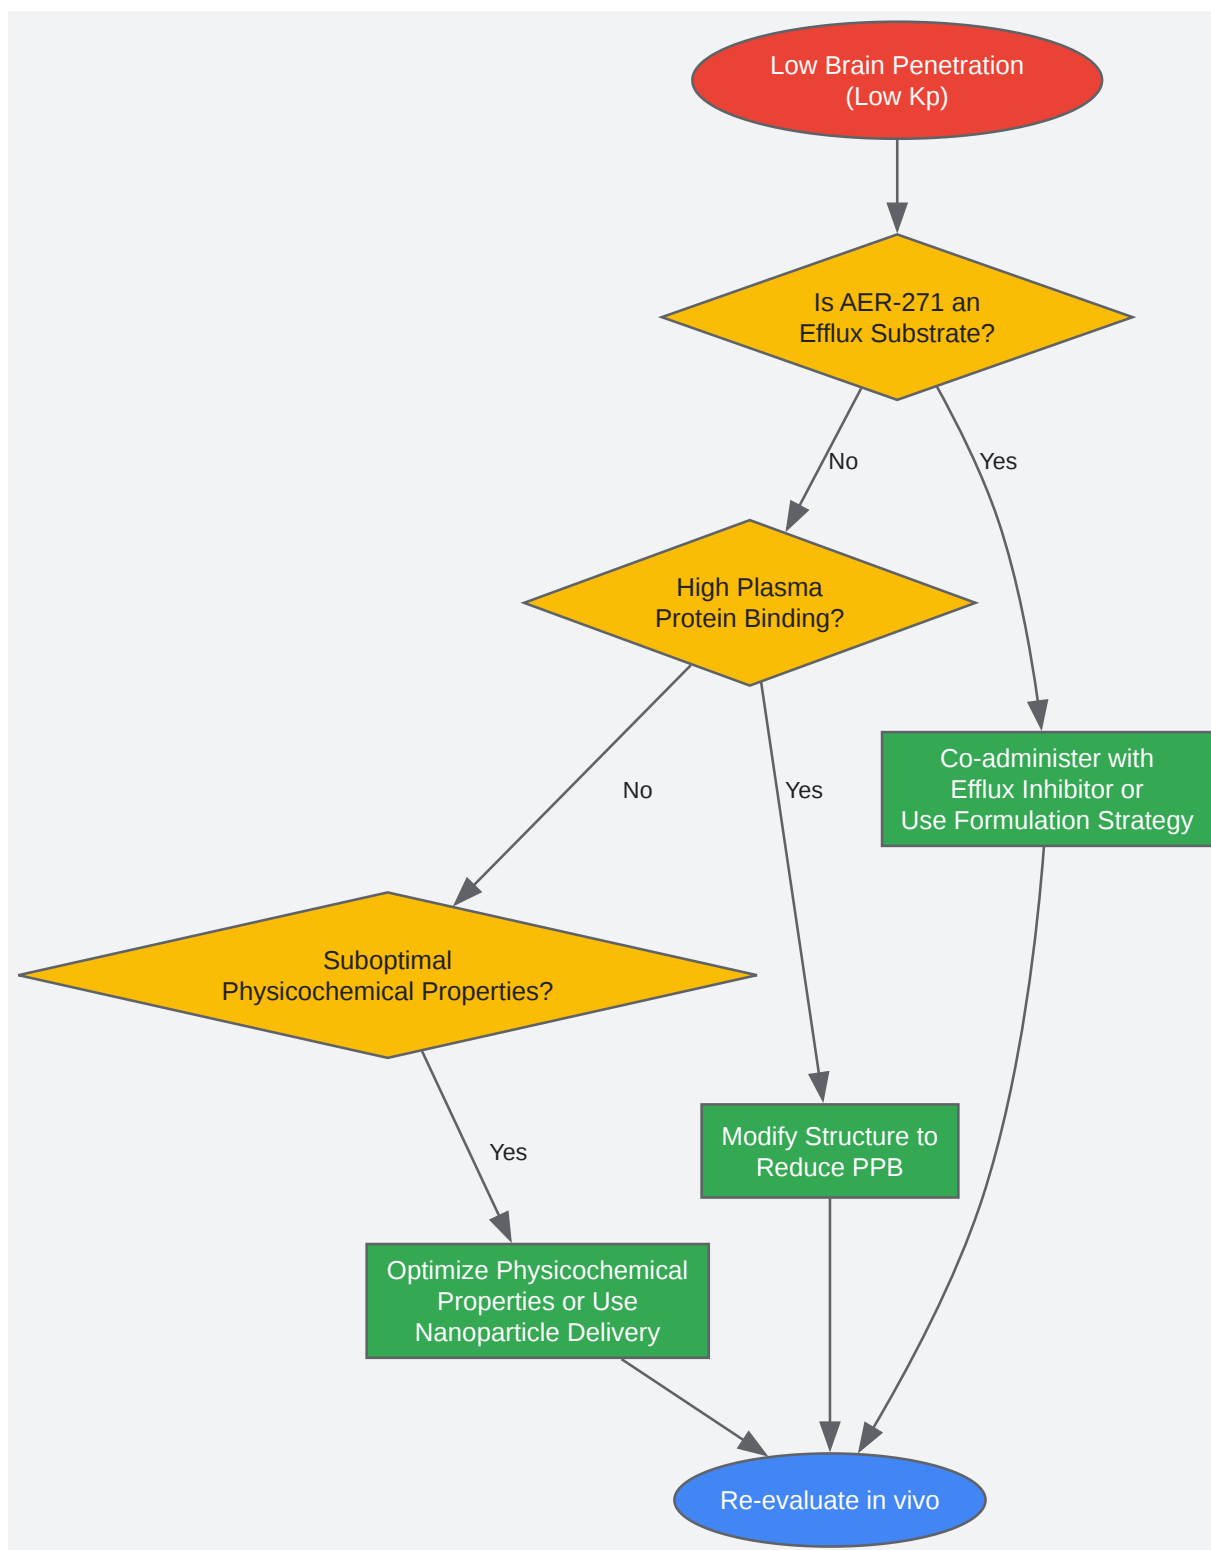 Low Brain Penetration
(Low Kp)
Is AER-271 an
Efflux Substrate?
No
Yes
High Plasma
Protein Binding?
No
Yes
Co-administer with
Efflux Inhibitor or
Use Formulation Strategy
Suboptimal
Physicochemical Properties?
Yes
Modify Structure to
Reduce PPB
Optimize Physicochemical
Properties or Use
Nanoparticle Delivery
Re-evaluate in vivo